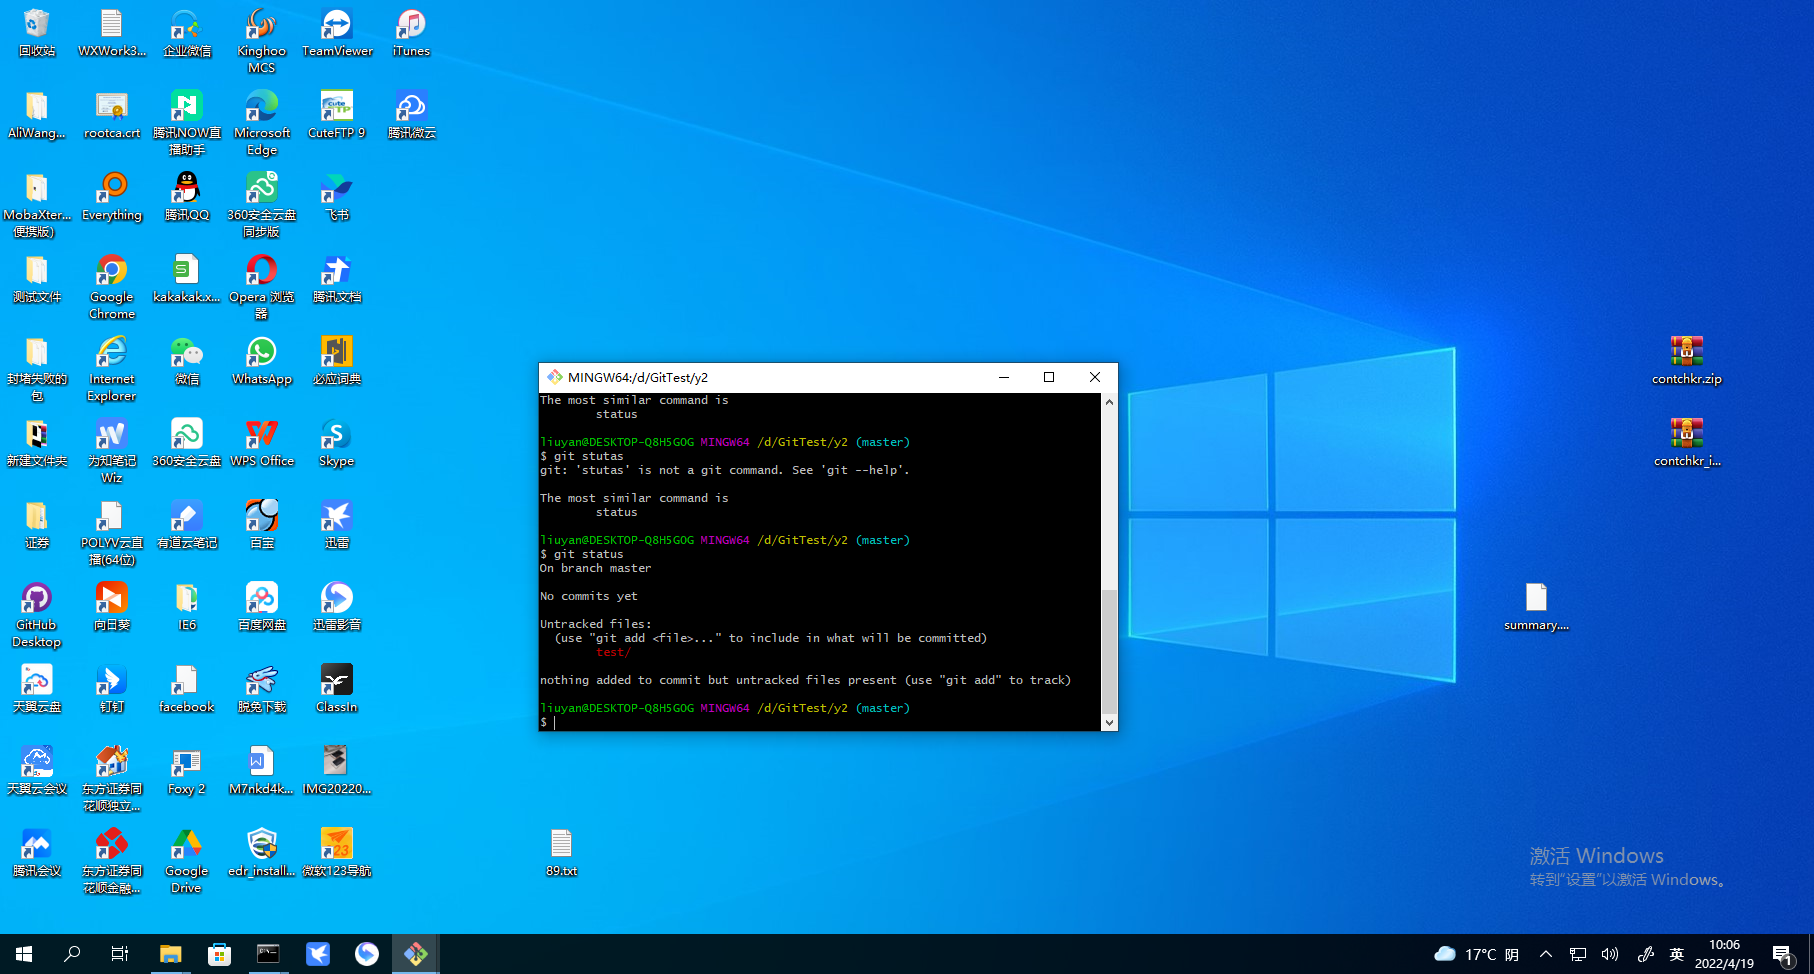 回收站
WXWork3...
企业微信
Kinghoo
MCS
TeamViewer
iTunes
AliWang...
rootca.crt
腾讯NOW直
播助手
Microsoft
Edge
CuteFTP 9
腾讯微云
MobaXter...
便携版)
Everything
腾讯QQ
360安全云盘
同步版
飞书
测试文件
Google
Chrome
kakakak.x...
Opera 浏览
器
腾讯文档
封堵失败的
包
Internet
Explorer
微信
WhatsApp
必应词典
新建文件夹
为知笔记
Wiz
360安全云盘
WPS Office
Skype
证券
POLYV云直
播(64位)
有道云笔记
百宝
迅雷
GitHub
Desktop
向日葵
IE6
百度网盘
迅雷影音
天翼云盘
钉钉
facebook
脱兔下载
ClassIn
天翼云会议
东方证券同
花顺独立...
Foxy 2
M7nkd4k...
IMG20220...
腾讯会议
东方证券同
花顺金融...
Google
Drive
edr_install...
微软123导航
89.txt
contchkr.zip
contchkr_i...
summary....
MINGW64:/d/GitTest/y2
The most similar command is
status
liuyan@DESKTOP-Q8H5GOG MINGW64 /d/GitTest/y2 (master)
$ git stutas
git: 'stutas' is not a git command. See 'git --help'.
The most similar command is
status
liuyan@DESKTOP-Q8H5GOG MINGW64 /d/GitTest/y2 (master)
$ git status
On branch master
No commits yet
Untracked files:
(use "git add <file>..." to include in what will be committed)
test/
nothing added to commit but untracked files present (use "git add" to track)
liuyan@DESKTOP-Q8H5GOG MINGW64 /d/GitTest/y2 (master)
$
激活 Windows
转到"设置"以激活 Windows。
17°C 阴
英
10:06
2022/4/19
1